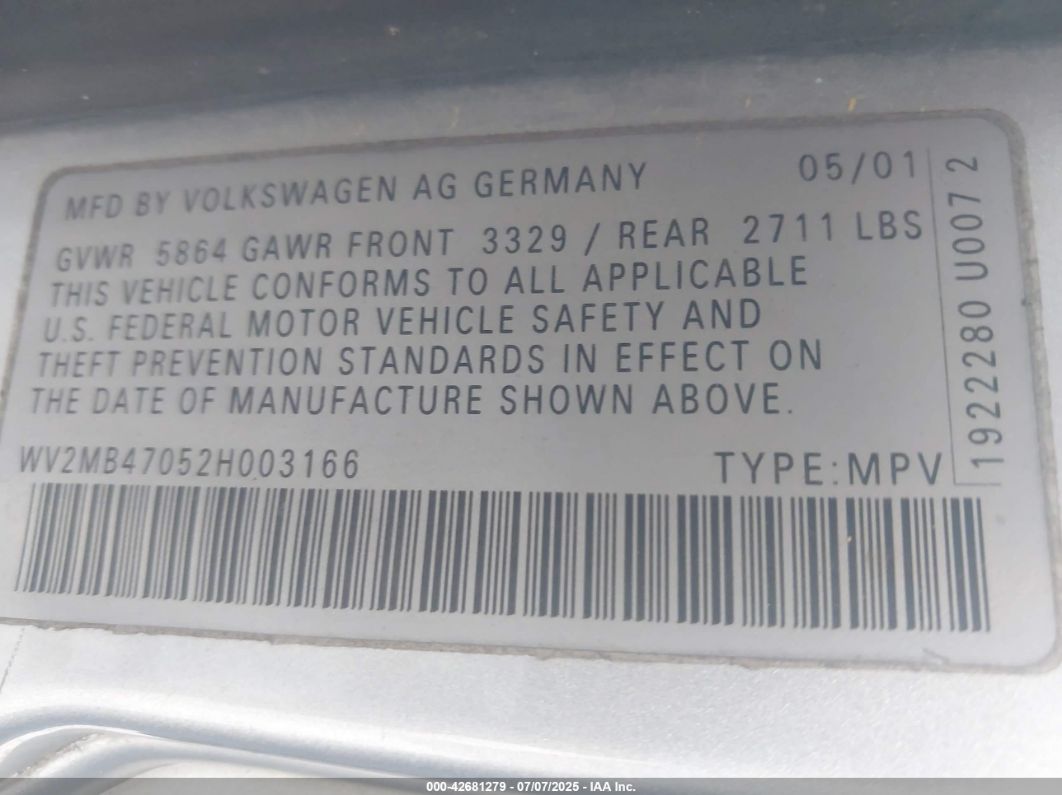 MFD BY VOLKSWAGEN AG GERMANY 05/01
GVWR 5864 GAWR FRONT 3329 / REAR 2711 LBS
THIS VEHICLE CONFORMS TO ALL APPLICABLE
U.S. FEDERAL MOTOR VEHICLE SAFETY AND
THEFT PREVENTION STANDARDS IN EFFECT ON
THE DATE OF MANUFACTURE SHOWN ABOVE.
WV2MB47052H003166 TYPE:MPV
1922280 U007 2
000-42681279 - 07/07/2025 - IAA Inc.